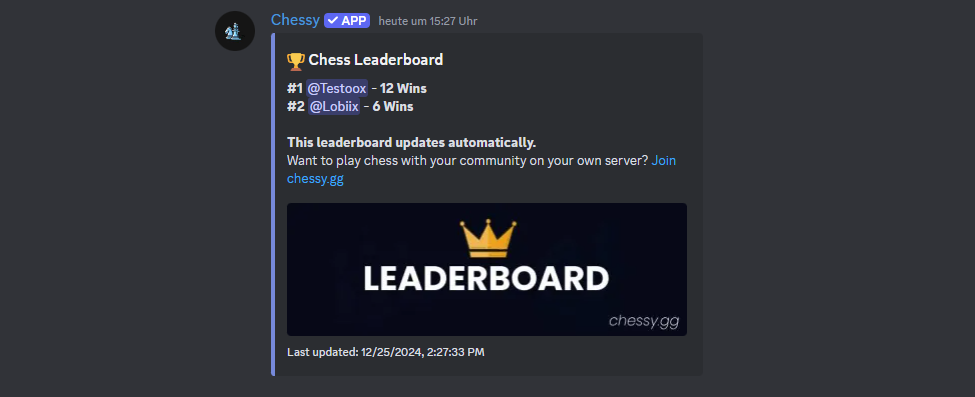 Chessy ✓ APP heute um 15:27 Uhr
🏆 Chess Leaderboard
#1 @Testoox - 12 Wins
#2 @Lobiix - 6 Wins
This leaderboard updates automatically.
Want to play chess with your community on your own server? Join
chessy.gg
LEADERBOARD
chessy.gg
Last updated: 12/25/2024, 2:27:33 PM